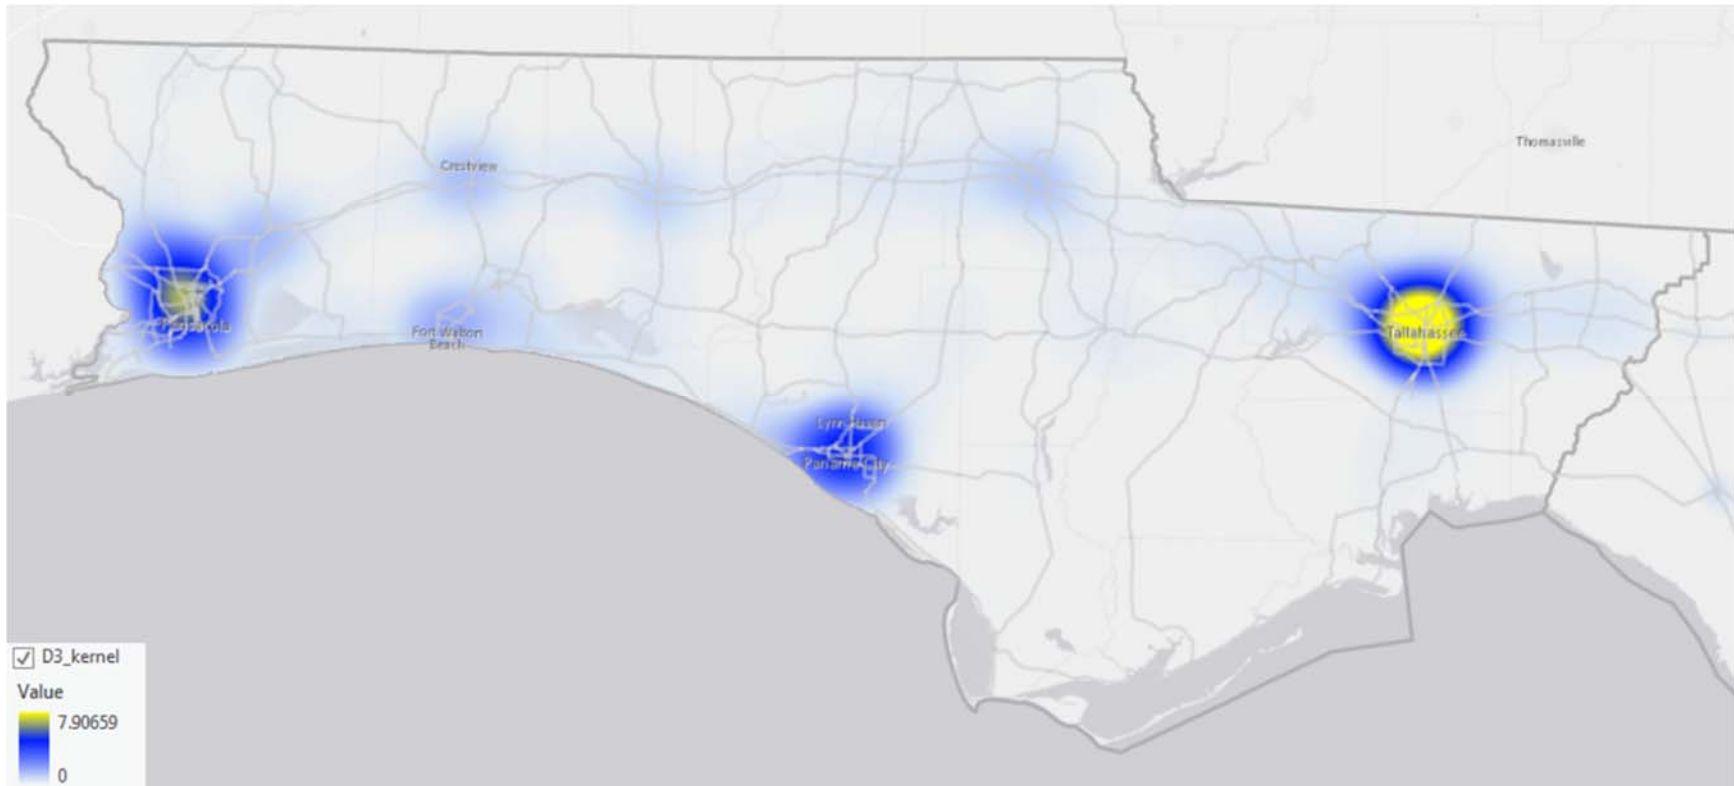 Thomasville
Crestview
Pensacola
Fort Walton
Beach
Tallahassee
Lynn Haven
Panama City
D3_kernel
Value
7.90659
0